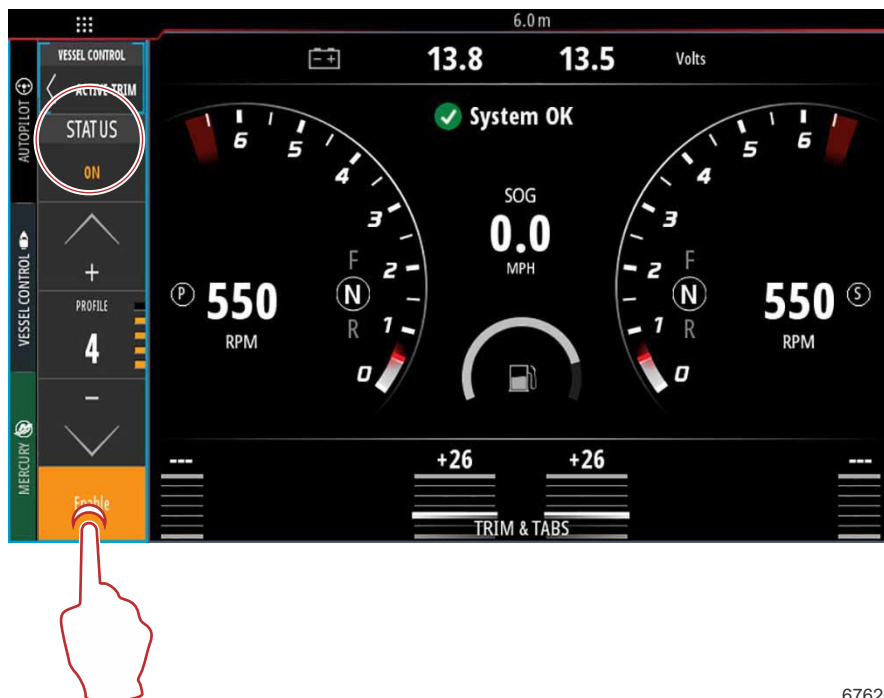 6.0 m
VESSEL CONTROL
ACTIVE TRIM
STATUS
ON
+
PROFILE
4
−
Enable
AUTOPILOT
VESSEL CONTROL
MERCURY
- +
13.8
13.5
Volts
System OK
6
5
4
3
2
1
0
F
N
R
P
550
RPM
SOG
0.0
MPH
6
5
4
3
2
1
0
F
N
R
550
S
RPM
---
+26
+26
---
TRIM & TABS